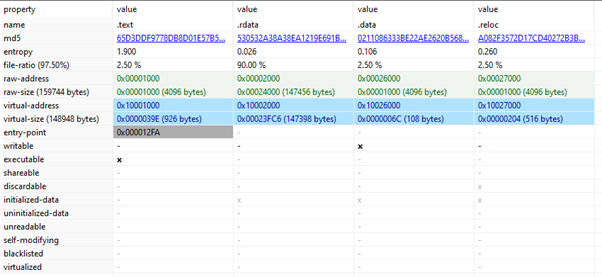 property value value value value
name .text .rdata .data .reloc
md5 65D3DDF9778DB8D01E57B5... 530532A38A38EA1219E691B... 0211086333BE22AE2620B568... A082F3572D17CD40272B3B...
entropy 1.900 0.026 0.106 0.260
file-ratio (97.50%) 2.50 % 90.00 % 2.50 % 2.50 %
raw-address 0x00001000 0x00002000 0x00026000 0x00027000
raw-size (159744 bytes) 0x00001000 (4096 bytes) 0x00024000 (147456 bytes) 0x00001000 (4096 bytes) 0x00001000 (4096 bytes)
virtual-address 0x10001000 0x10002000 0x10026000 0x10027000
virtual-size (148948 bytes) 0x0000039E (926 bytes) 0x00023FC6 (147398 bytes) 0x0000006C (108 bytes) 0x00000204 (516 bytes)
entry-point 0x000012FA - - -
writable - - x -
executable x - - -
shareable - - - -
discardable - - - x
initialized-data - x x x
uninitialized-data - - - -
unreadable - - - -
self-modifying - - - -
blacklisted - - - -
virtualized - - - -